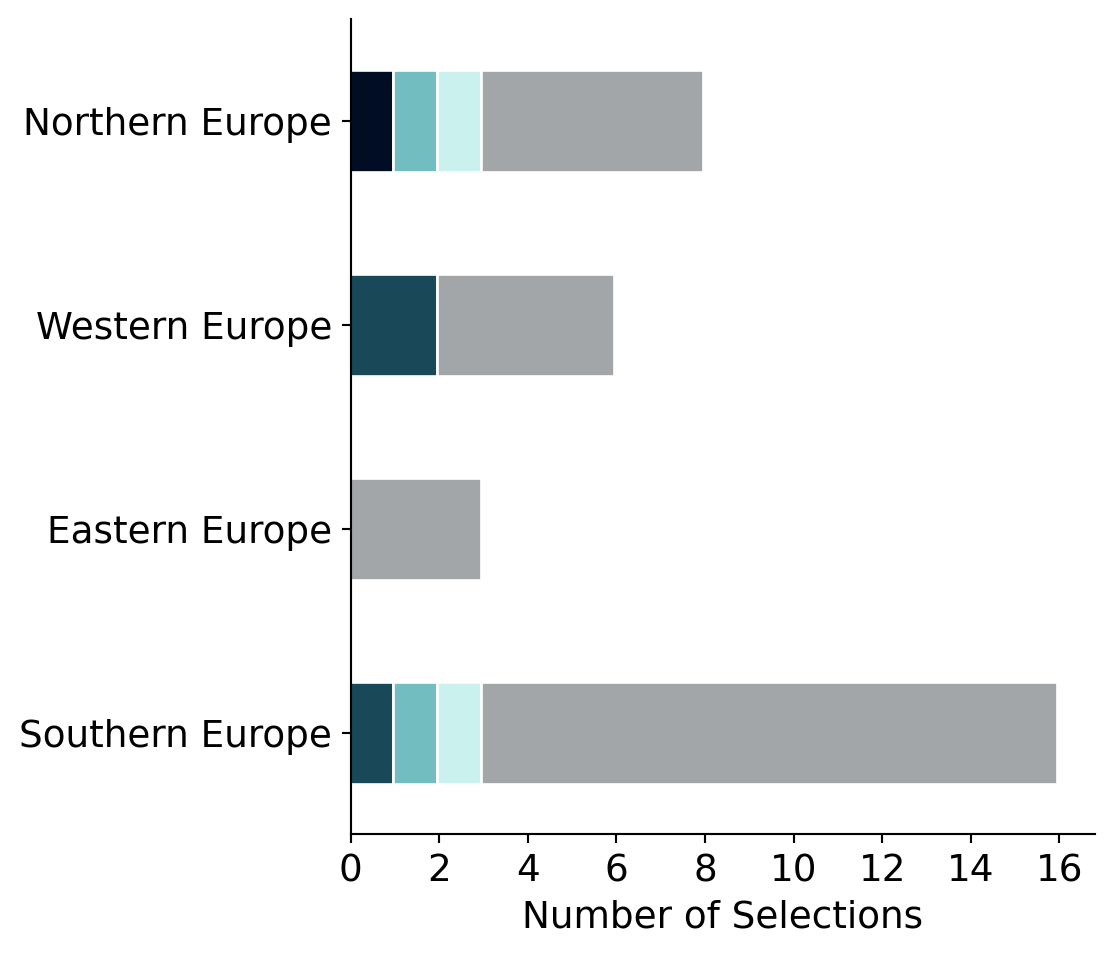 Northern Europe
Western Europe
Eastern Europe
Southern Europe
0 2 4 6 8 10 12 14 16
Number of Selections